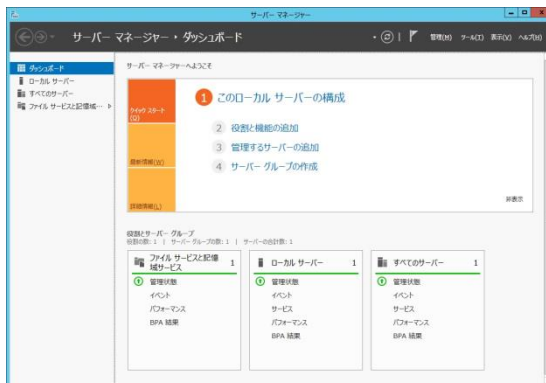 サーバー マネージャー
サーバー マネージャー ・ ダッシュボード
管理(M) ツール(T) 表示(V) ヘルプ(H)
ダッシュボード
ローカル サーバー
すべてのサーバー
ファイル サービスと記憶域…
サーバー マネージャーへようこそ
クイック スタート(Q)
最新情報(W)
詳細情報(L)
1 このローカル サーバーの構成
2 役割と機能の追加
3 管理するサーバーの追加
4 サーバー グループの作成
非表示
役割とサーバー グループ
役割の数: 1 | サーバー グループの数: 1 | サーバーの合計数: 1
ファイル サービスと記憶域サービス 1
管理状態
イベント
パフォーマンス
BPA 結果
ローカル サーバー 1
管理状態
イベント
サービス
パフォーマンス
BPA 結果
すべてのサーバー 1
管理状態
イベント
サービス
パフォーマンス
BPA 結果